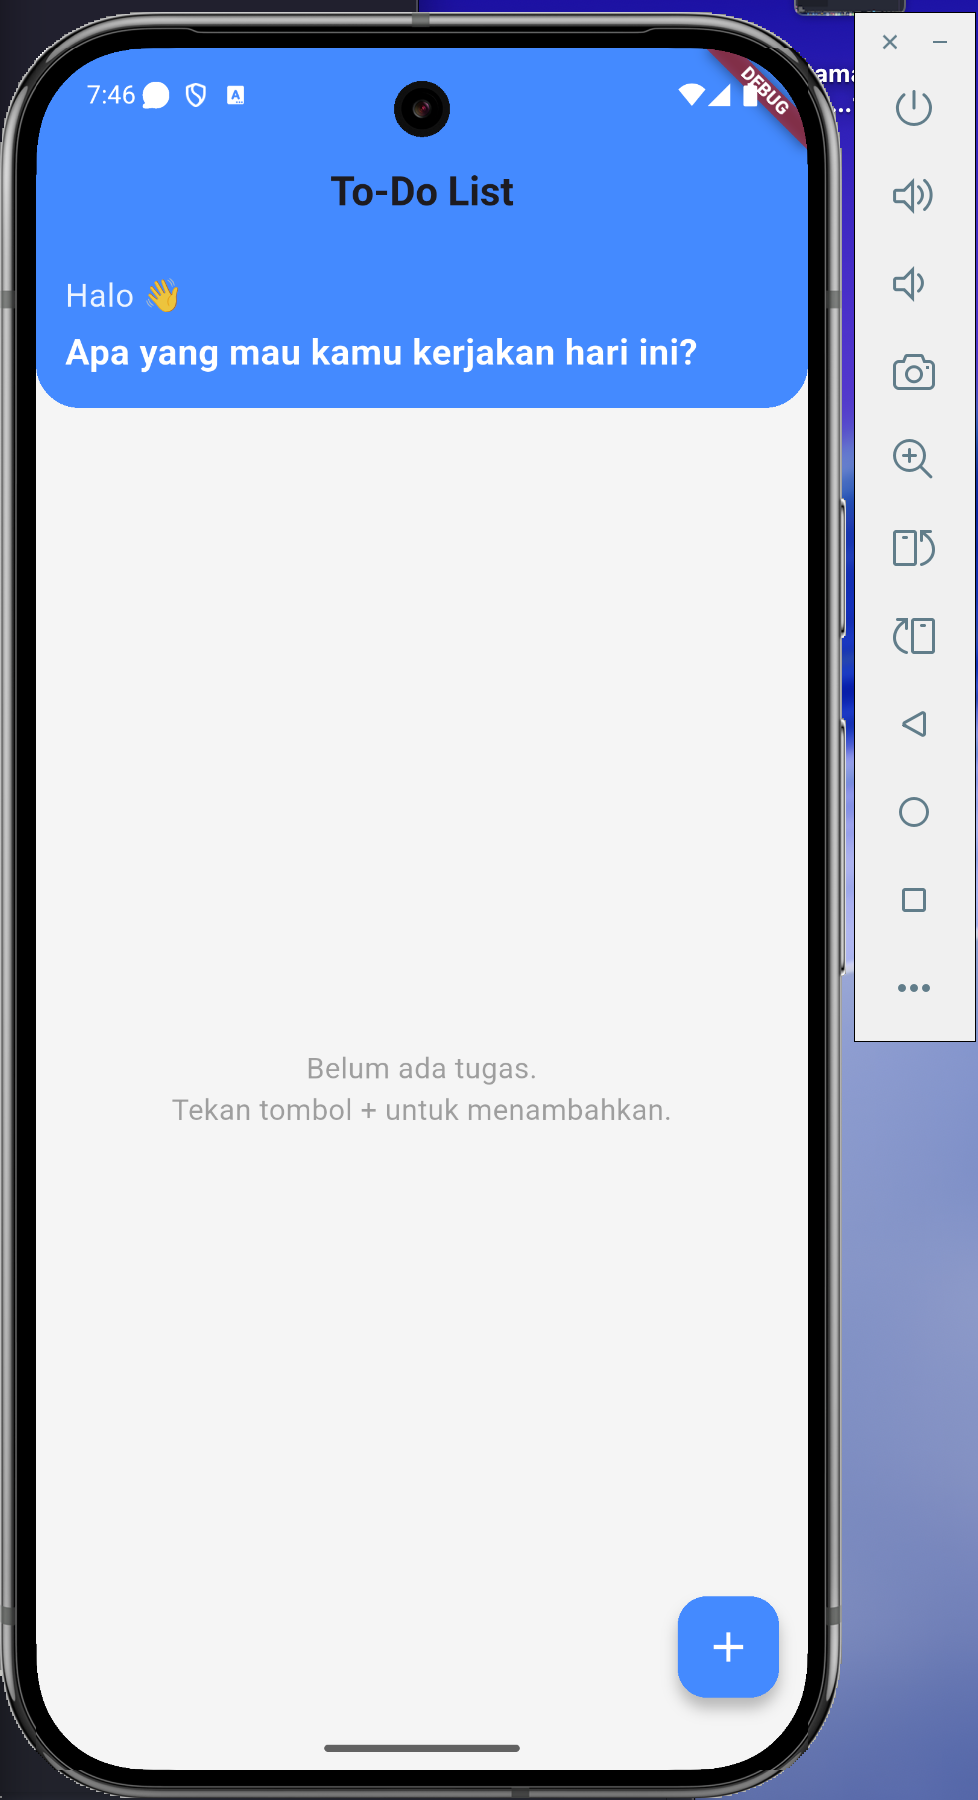 7:46
DEBUG
To-Do List
Halo 👋
Apa yang mau kamu kerjakan hari ini?
Belum ada tugas.
Tekan tombol + untuk menambahkan.